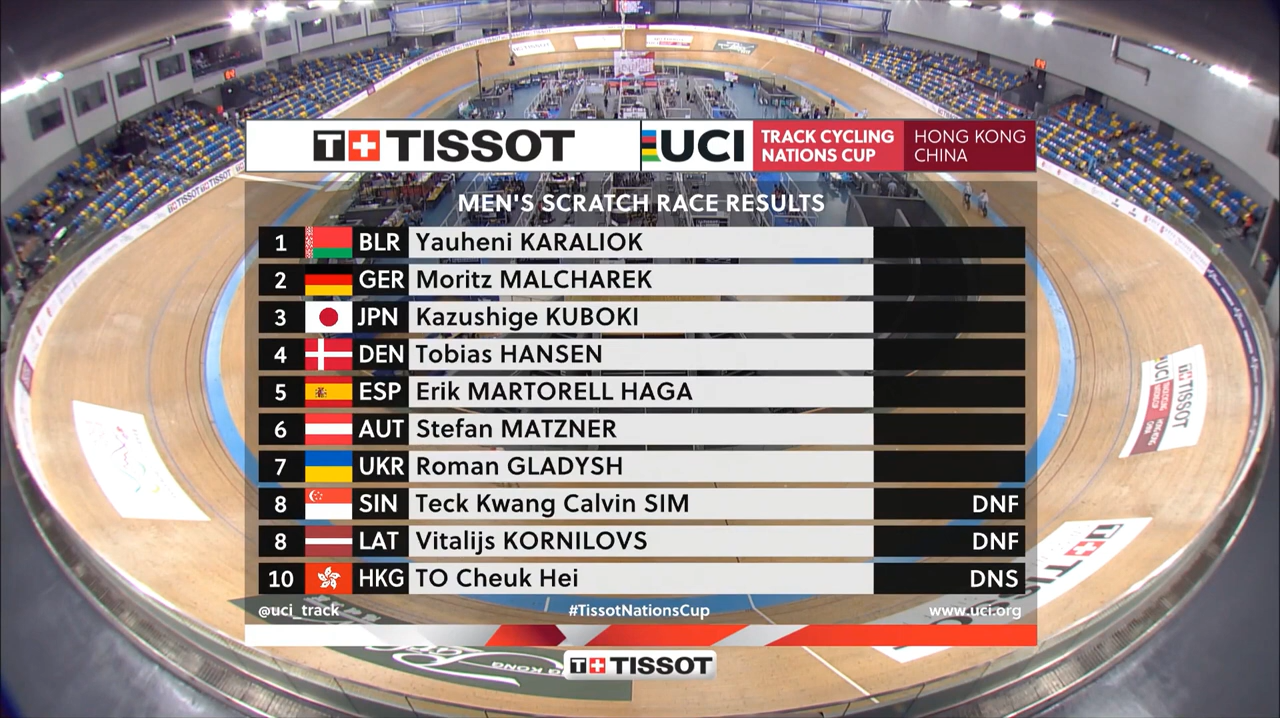 T+ TISSOT
UCI
TRACK CYCLING
NATIONS CUP
HONG KONG
CHINA
MEN'S SCRATCH RACE RESULTS
1 BLR Yauheni KARALIOK
2 GER Moritz MALCHAREK
3 JPN Kazushige KUBOKI
4 DEN Tobias HANSEN
5 ESP Erik MARTORELL HAGA
6 AUT Stefan MATZNER
7 UKR Roman GLADYSH
8 SIN Teck Kwang Calvin SIM DNF
8 LAT Vitalijs KORNILOVS DNF
10 HKG TO Cheuk Hei DNS
@uci_track #TissotNationsCup www.uci.org
T+ TISSOT
TISSOT
UCI